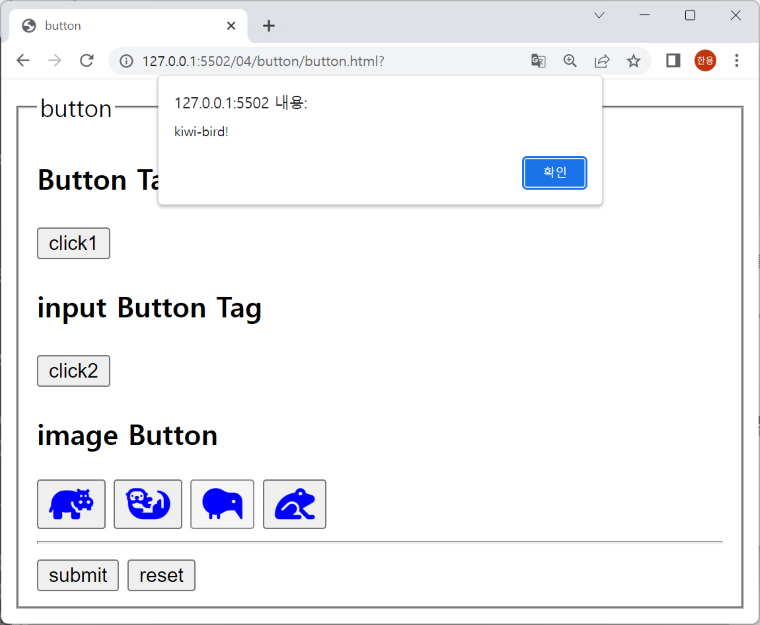 button
127.0.0.1:5502/04/button/button.html?
한용
127.0.0.1:5502 내용:
kiwi-bird!
확인
button
Button Ta
click1
input Button Tag
click2
image Button
submit reset